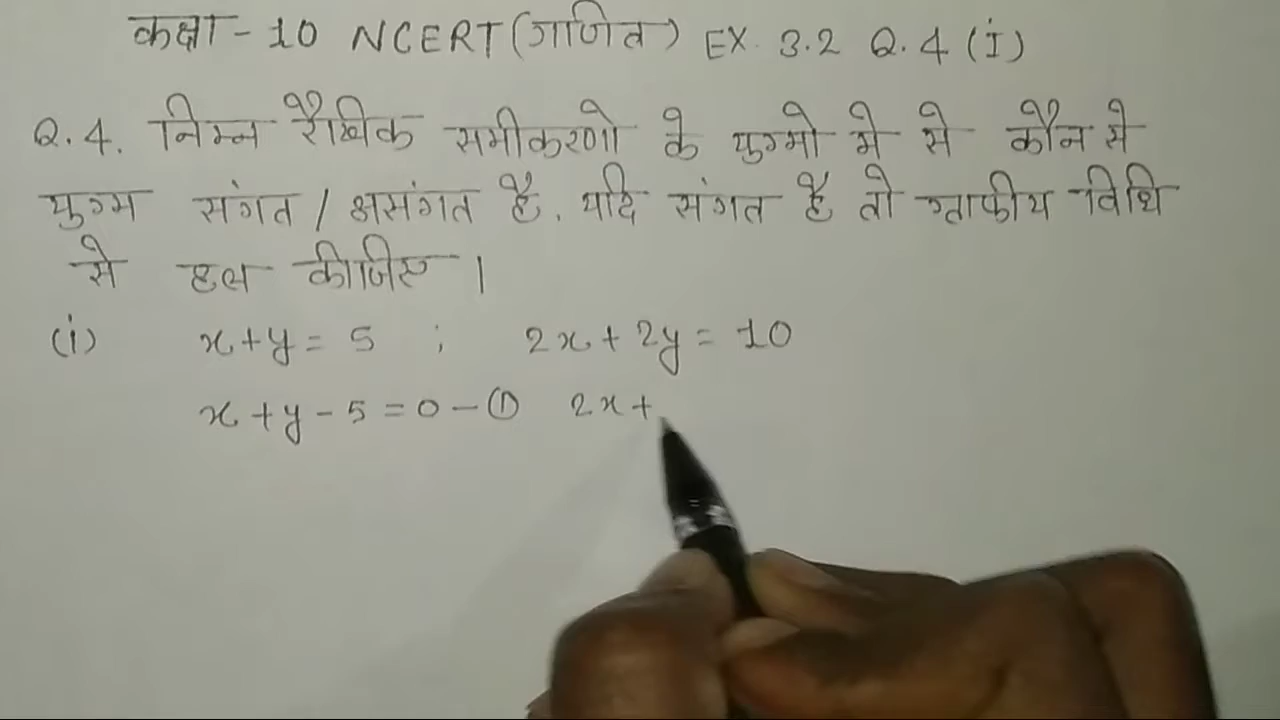 कक्षा - 10 NCERT (गणित) EX. 3.2 Q. 4 (i)
Q. 4. निम्न रैखिक समीकरणो के युग्मो मे से कौन से
युग्म संगत / असंगत है. यदि संगत है तो ग्राफीय विधि
से हल कीजिए ।
(i) x + y = 5 ; 2x + 2y = 10
x + y - 5 = 0 - ① 2x +